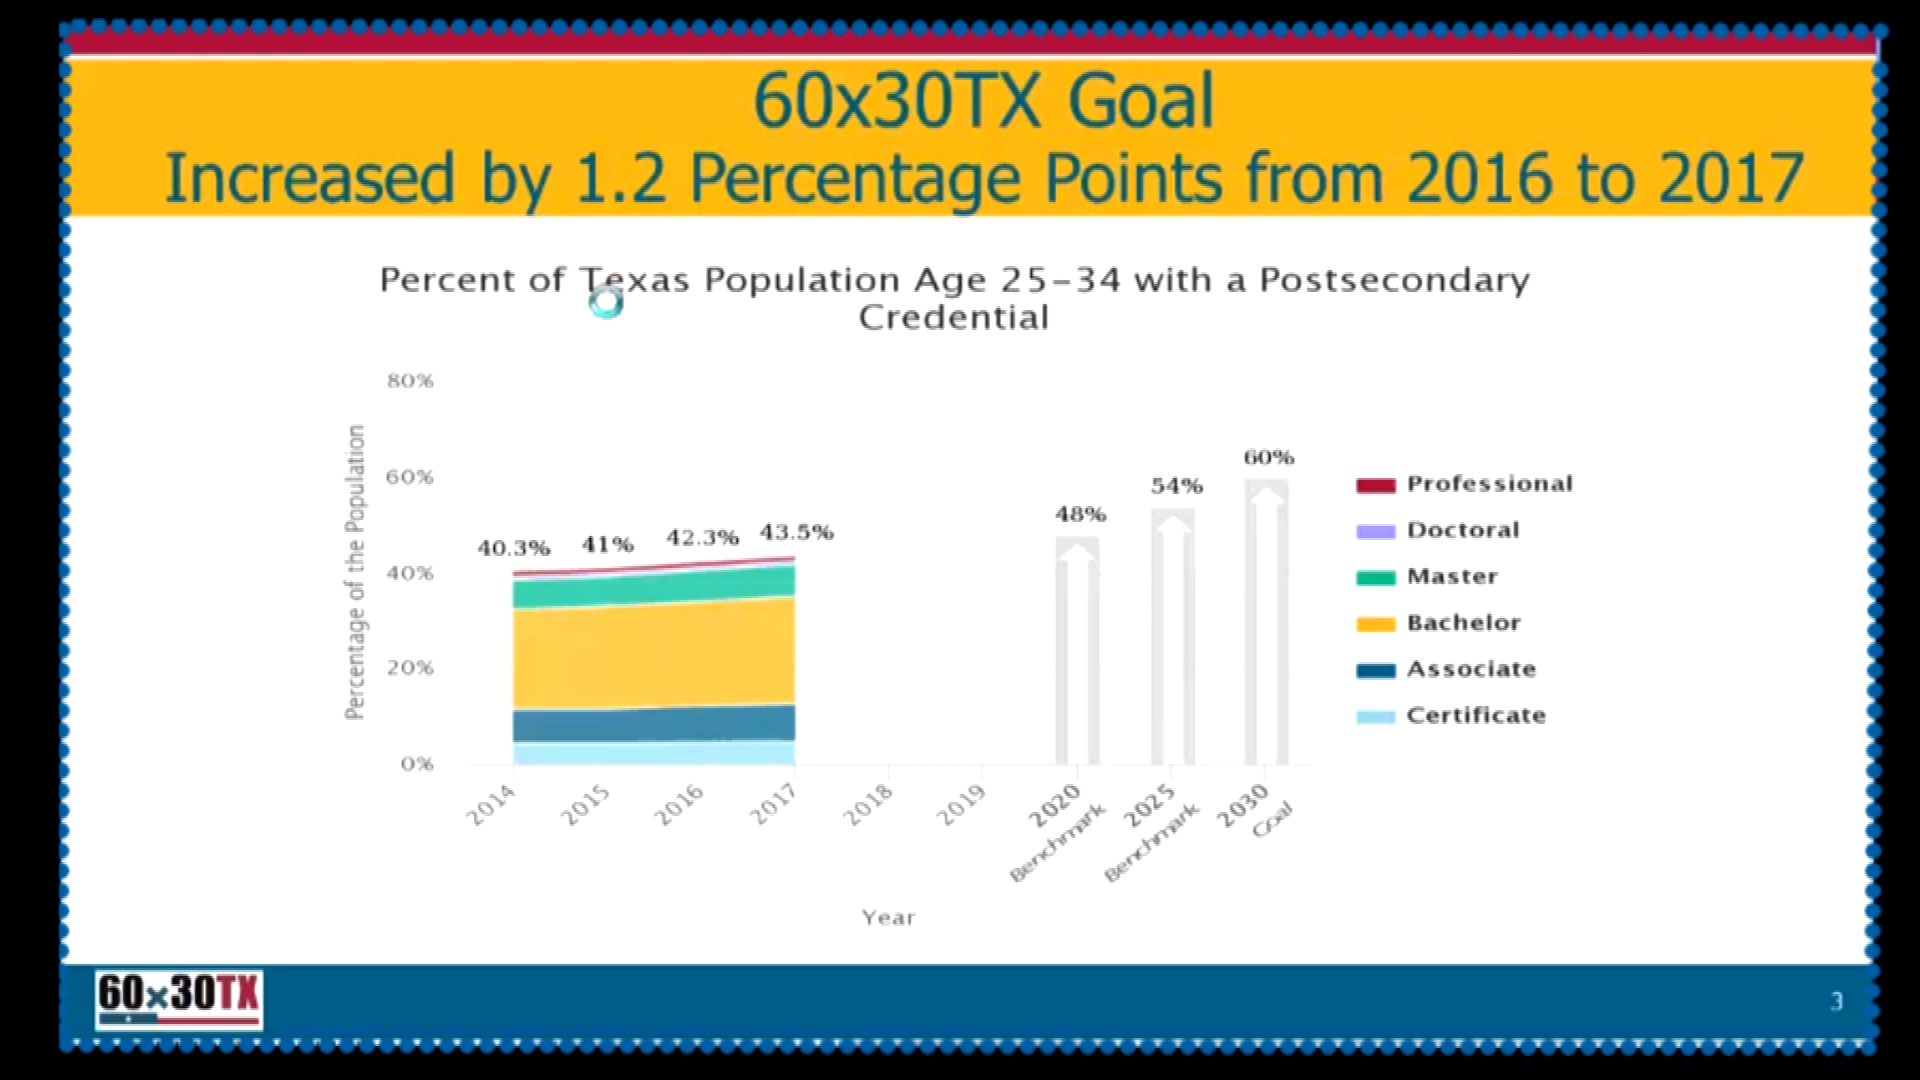 60x30TX Goal
Increased by 1.2 Percentage Points from 2016 to 2017
Percent of Texas Population Age 25–34 with a Postsecondary
Credential
Percentage of the Population
80%
60%
40%
20%
0%
40.3%
41%
42.3%
43.5%
48%
54%
60%
Professional
Doctoral
Master
Bachelor
Associate
Certificate
2014
2015
2016
2017
2018
2019
2020
Benchmark
2025
Benchmark
2030
Goal
Year
60x30TX
3